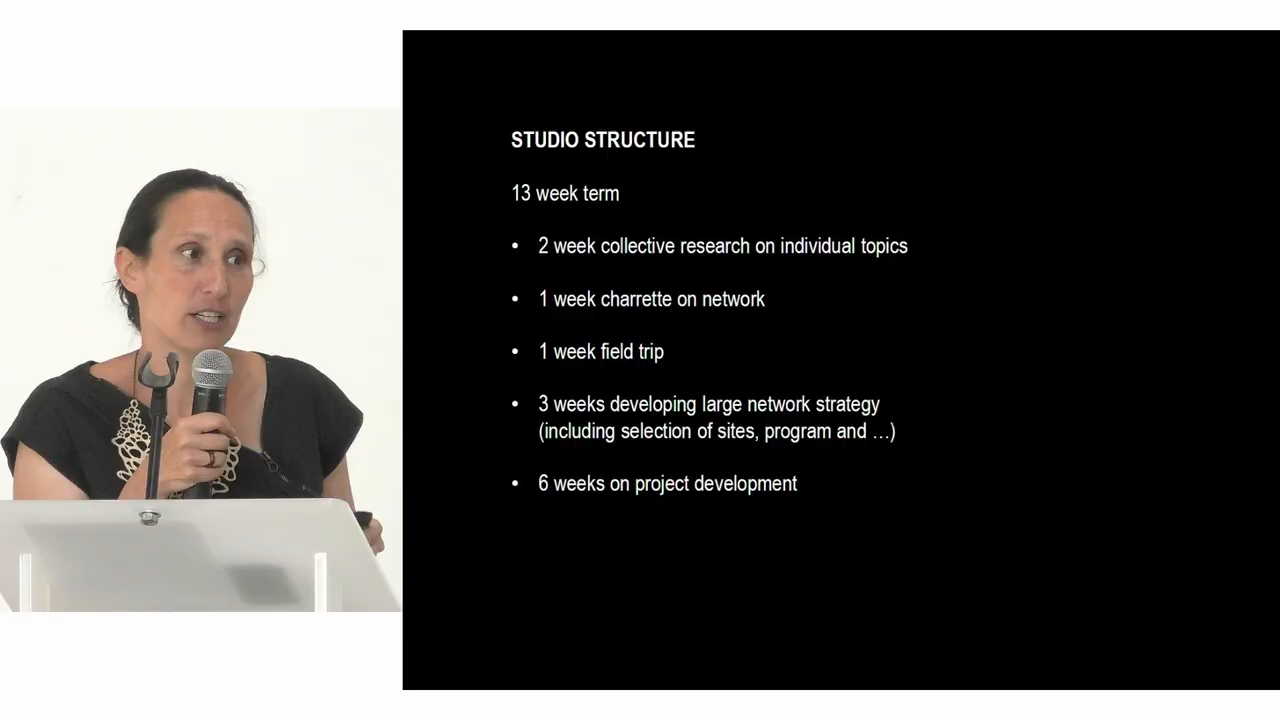 STUDIO STRUCTURE
13 week term
• 2 week collective research on individual topics
• 1 week charrette on network
• 1 week field trip
• 3 weeks developing large network strategy
(including selection of sites, program and …)
• 6 weeks on project development